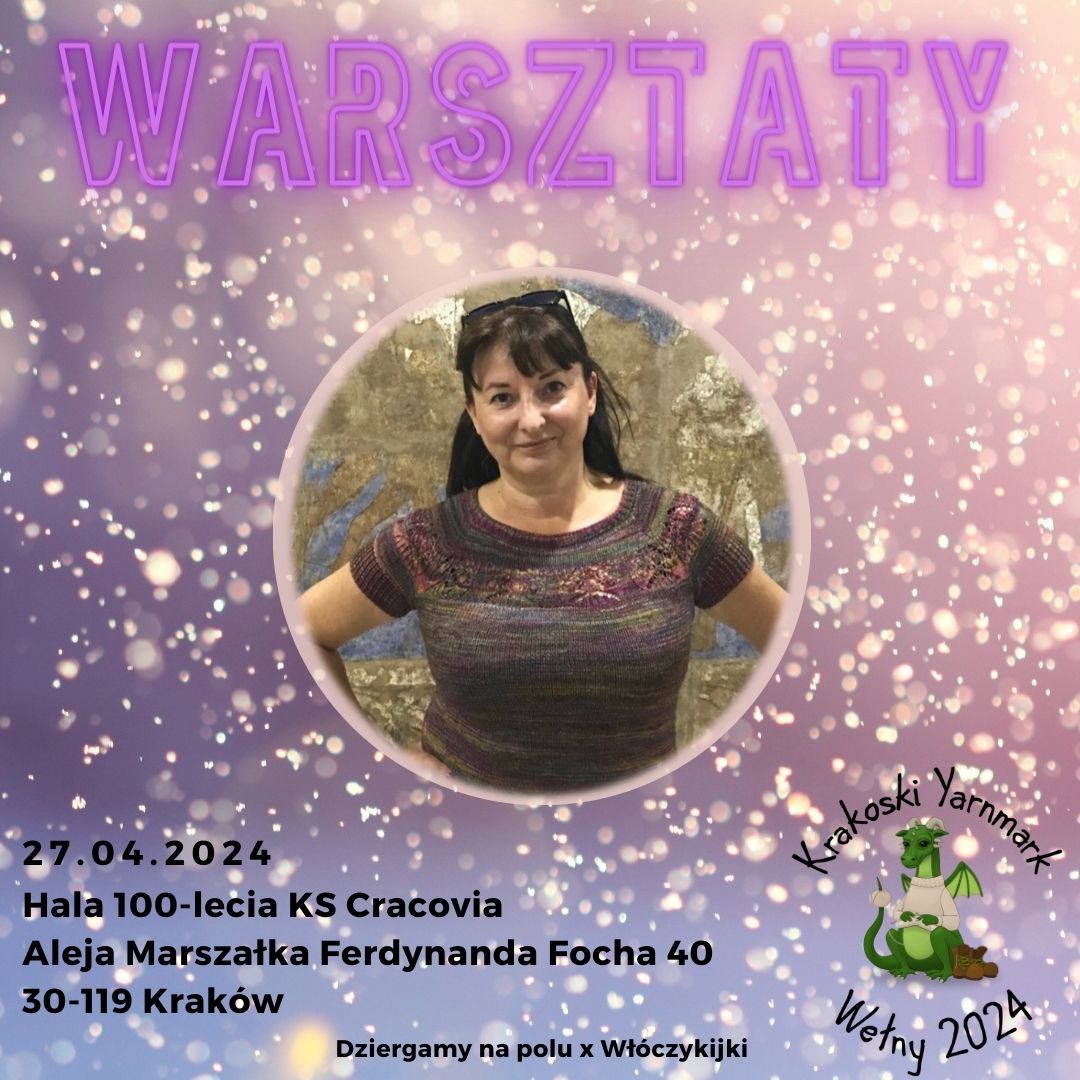 WARSZTATY
27.04.2024
Hala 100-lecia KS Cracovia
Aleja Marszałka Ferdynanda Focha 40
30-119 Kraków
Dziergamy na polu x Włóczykijki
Krakoski Yarnmark
Wełny 2024